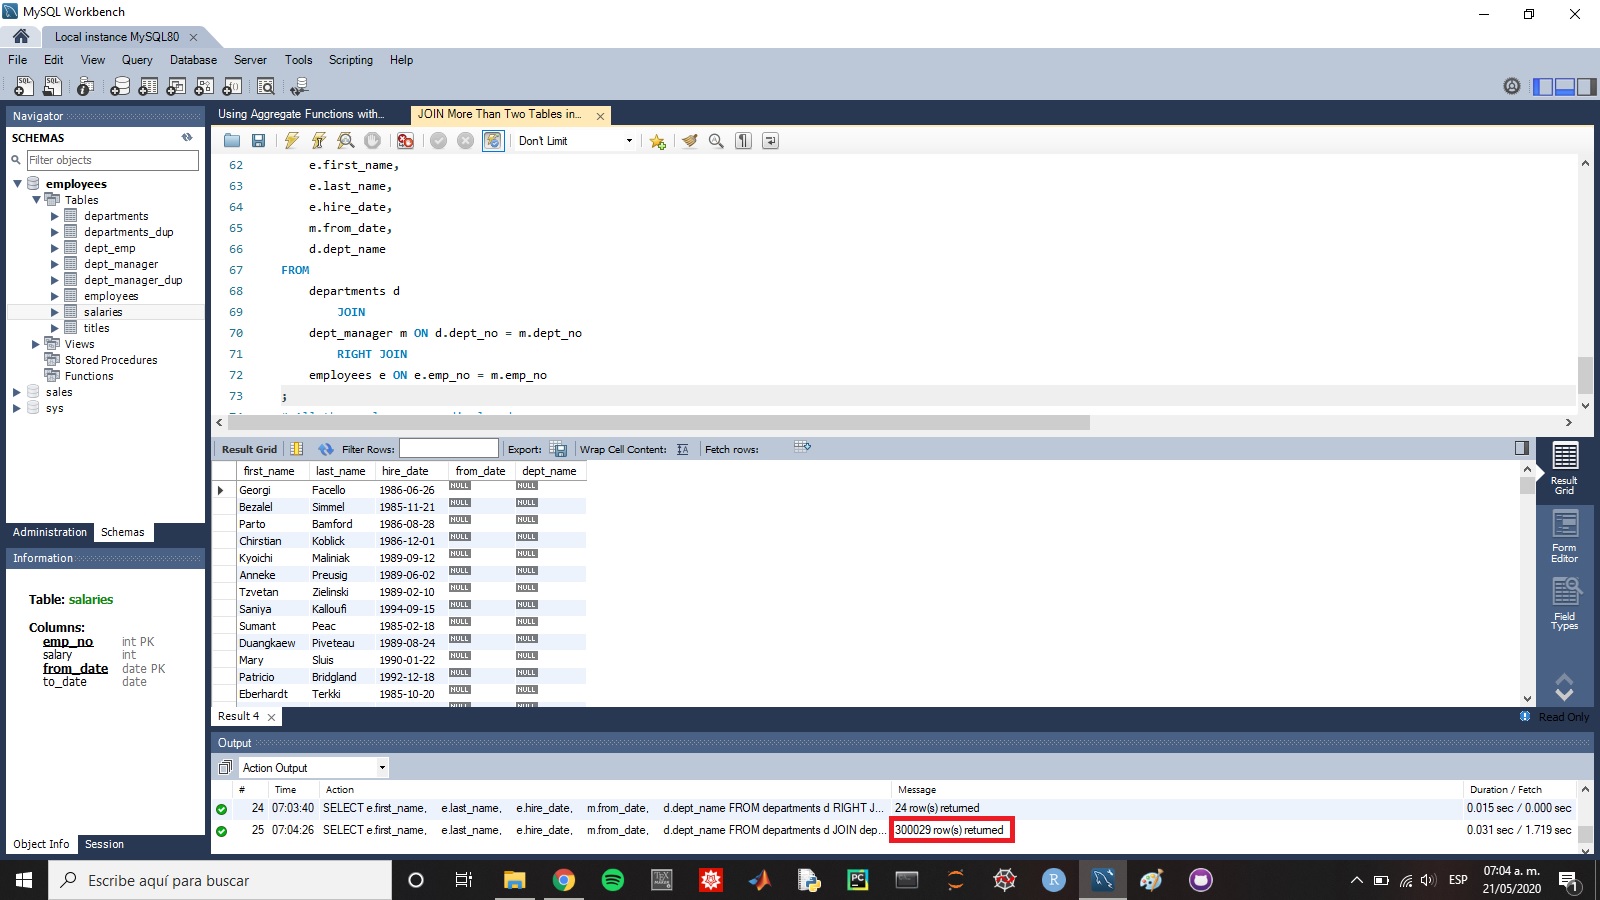 MySQL Workbench
Local instance MySQL80
File Edit View Query Database Server Tools Scripting Help
Navigator
SCHEMAS
Filter objects
employees
Tables
departments
departments_dup
dept_emp
dept_manager
dept_manager_dup
employees
salaries
titles
Views
Stored Procedures
Functions
sales
sys
Administration Schemas
Information
Table: salaries
Columns:
emp_no int PK
salary int
from_date date PK
to_date date
Object Info Session
Using Aggregate Functions with... JOIN More Than Two Tables in...
Don't Limit
62 e.first_name,
63 e.last_name,
64 e.hire_date,
65 m.from_date,
66 d.dept_name
67 FROM
68 departments d
69 JOIN
70 dept_manager m ON d.dept_no = m.dept_no
71 RIGHT JOIN
72 employees e ON e.emp_no = m.emp_no
73 ;
Result Grid Filter Rows: Export: Wrap Cell Content: Fetch rows:
first_name last_name hire_date from_date dept_name
Georgi Facello 1986-06-26 NULL NULL
Bezalel Simmel 1985-11-21 NULL NULL
Parto Bamford 1986-08-28 NULL NULL
Chirstian Koblick 1986-12-01 NULL NULL
Kyoichi Maliniak 1989-09-12 NULL NULL
Anneke Preusig 1989-06-02 NULL NULL
Tzvetan Zielinski 1989-02-10 NULL NULL
Saniya Kalloufi 1994-09-15 NULL NULL
Sumant Peac 1985-02-18 NULL NULL
Duangkaew Piveteau 1989-08-24 NULL NULL
Mary Sluis 1990-01-22 NULL NULL
Patricio Bridgland 1992-12-18 NULL NULL
Eberhardt Terkki 1985-10-20 NULL NULL
Result Grid
Form Editor
Field Types
Result 4
Read Only
Output
Action Output
# Time Action Message Duration / Fetch
24 07:03:40 SELECT e.first_name, e.last_name, e.hire_date, m.from_date, d.dept_name FROM departments d RIGHT J... 24 row(s) returned 0.015 sec / 0.000 sec
25 07:04:26 SELECT e.first_name, e.last_name, e.hire_date, m.from_date, d.dept_name FROM departments d JOIN dep... 300029 row(s) returned 0.031 sec / 1.719 sec
Escribe aquí para buscar
ESP
07:04 a. m.
21/05/2020
1